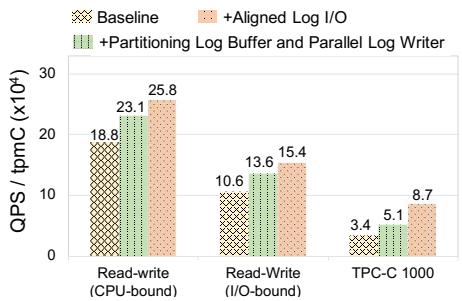 Baseline
+Aligned Log I/O
+Partitioning Log Buffer and Parallel Log Writer
QPS / tpmC (x10⁴)
30
20
10
0
18.8
23.1
25.8
10.6
13.6
15.4
3.4
5.1
8.7
Read-write
(CPU-bound)
Read-Write
(I/O-bound)
TPC-C 1000